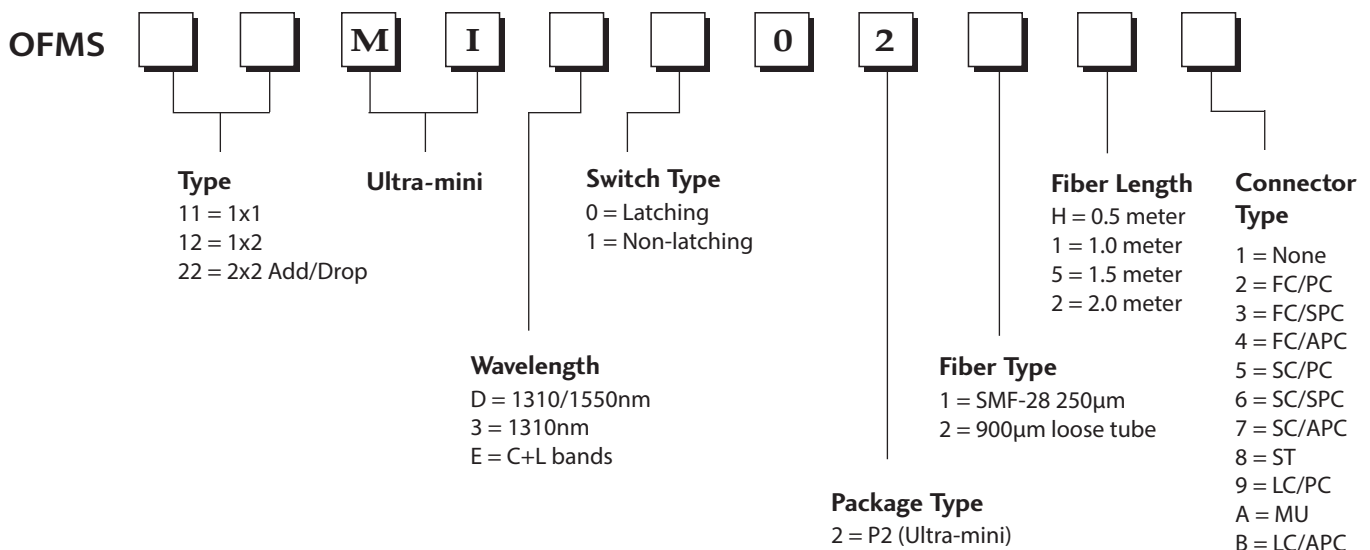 OFMS M I 0 2
Type
11 = 1x1
12 = 1x2
22 = 2x2 Add/Drop
Ultra-mini
Wavelength
D = 1310/1550nm
3 = 1310nm
E = C+L bands
Switch Type
0 = Latching
1 = Non-latching
Package Type
2 = P2 (Ultra-mini)
Fiber Type
1 = SMF-28 250μm
2 = 900μm loose tube
Fiber Length
H = 0.5 meter
1 = 1.0 meter
5 = 1.5 meter
2 = 2.0 meter
Connector
Type
1 = None
2 = FC/PC
3 = FC/SPC
4 = FC/APC
5 = SC/PC
6 = SC/SPC
7 = SC/APC
8 = ST
9 = LC/PC
A = MU
B = LC/APC